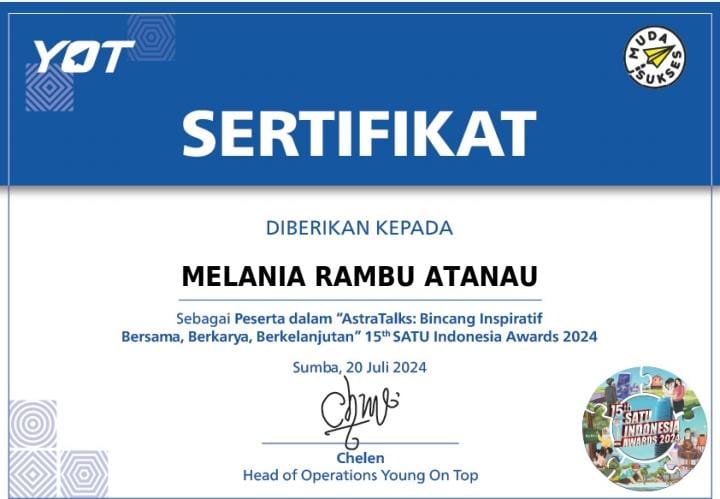 YOT
MUDA
SUKSES
SERTIFIKAT
DIBERIKAN KEPADA
MELANIA RAMBU ATANAU
Sebagai Peserta dalam “AstraTalks: Bincang Inspiratif
Bersama, Berkarya, Berkelanjutan” 15th SATU Indonesia Awards 2024
Sumba, 20 Juli 2024
Chelen
Head of Operations Young On Top
15th
SATU
INDONESIA
AWARDS 2024